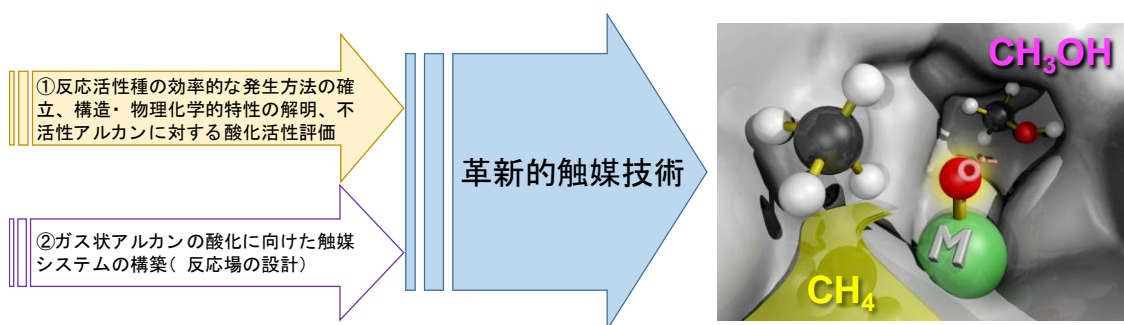 ①反応活性種の効率的な発生方法の確
立、構造・物理化学的特性の解明、不
活性アルカンに対する酸化活性評価
②ガス状アルカンの酸化に向けた触媒
システムの構築( 反応場の設計)
革新的触媒技術
CH3OH
O
M
CH4